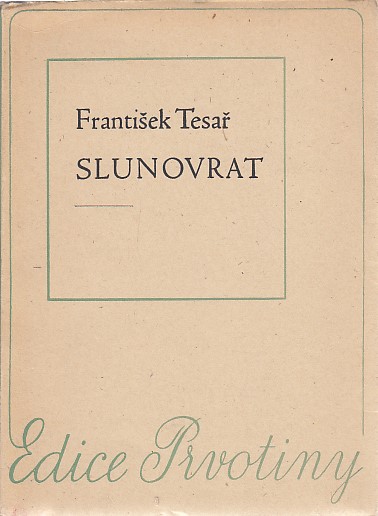 František Tesař
SLUNOVRAT
Edice Prvotiny